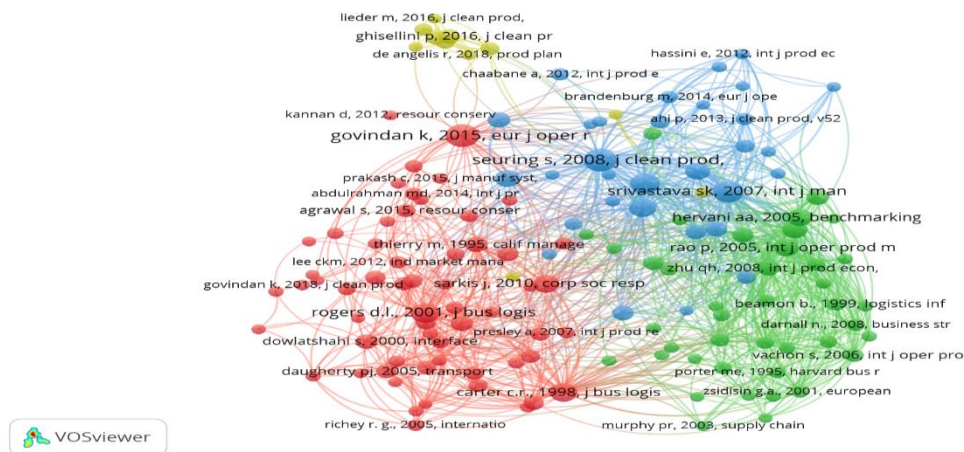 lieder m, 2016, j clean prod,
ghisellini p, 2016, j clean pr
de angelis r, 2018, prod plan
hassini e, 2012, int j prod ec
chaabane a, 2012, int j prod e
brandenburg m, 2014, eur j ope
kannan d, 2012, resour conserv
ahi p, 2013, j clean prod, v52
govindan k, 2015, eur j oper r
seuring s, 2008, j clean prod,
prakash c, 2015, j manuf syst,
srivastava sk, 2007, int j man
abdulrahman md, 2014, int j pr
agrawal s, 2015, resour conser
hervani aa, 2005, benchmarking
thierry m, 1995, calif manage
rao p, 2005, int j oper prod m
lee ckm, 2012, ind market mana
zhu qh, 2008, int j prod econ,
govindan k, 2018, j clean prod
sarkis j, 2010, corp soc resp
beamon b., 1999, logistics inf
rogers d.l., 2001, j bus logis
darnall n., 2008, business str
presley a, 2007, int j prod re
dowlatshahi s, 2000, interface
vachon s, 2006, int j oper pro
daugherty pj, 2005, transport
porter me, 1995, harvard bus r
carter c.r., 1998, j bus logis
zsidisin g.a., 2001, european
richey r. g., 2005, internatio
murphy pr, 2003, supply chain
VOSviewer